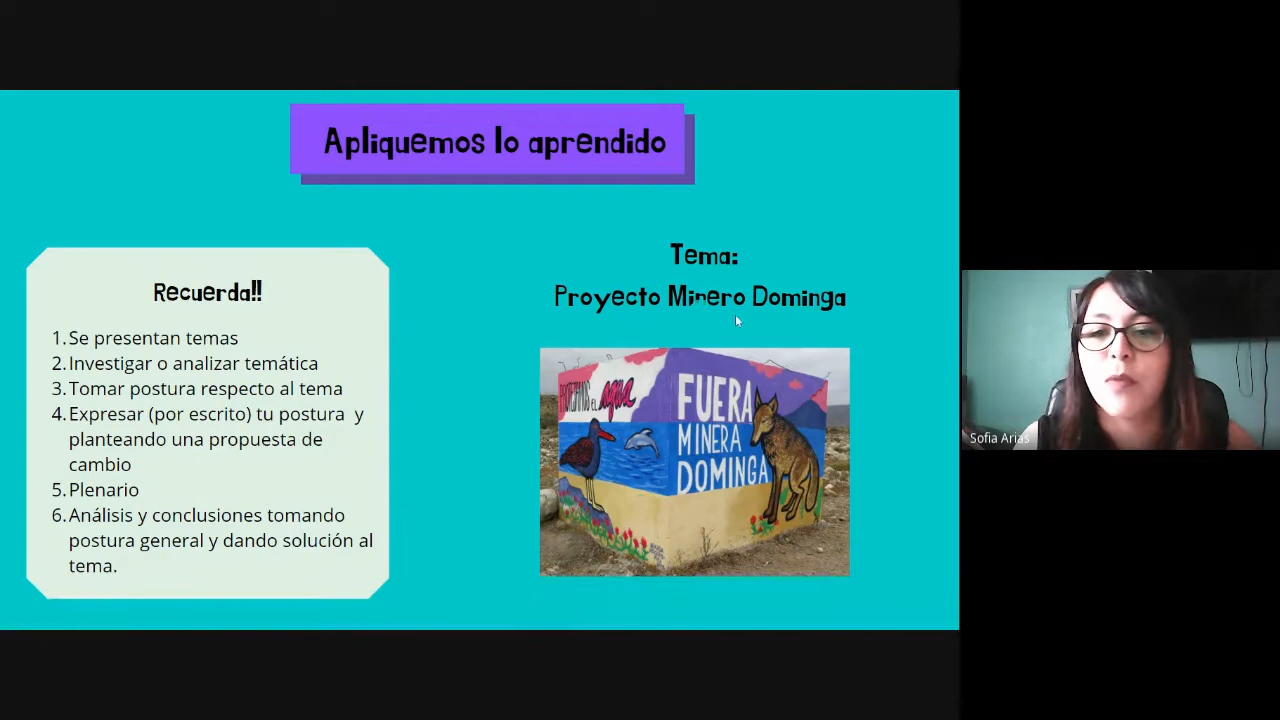 Apliquemos lo aprendido
Recuerda!!
1. Se presentan temas
2. Investigar o analizar temática
3. Tomar postura respecto al tema
4. Expresar (por escrito) tu postura y
planteando una propuesta de
cambio
5. Plenario
6. Análisis y conclusiones tomando
postura general y dando solución al
tema.
Tema:
Proyecto Minero Dominga
PROTEJAMOS EL agua
FUERA
MINERA
DOMINGA
Sofia Arias